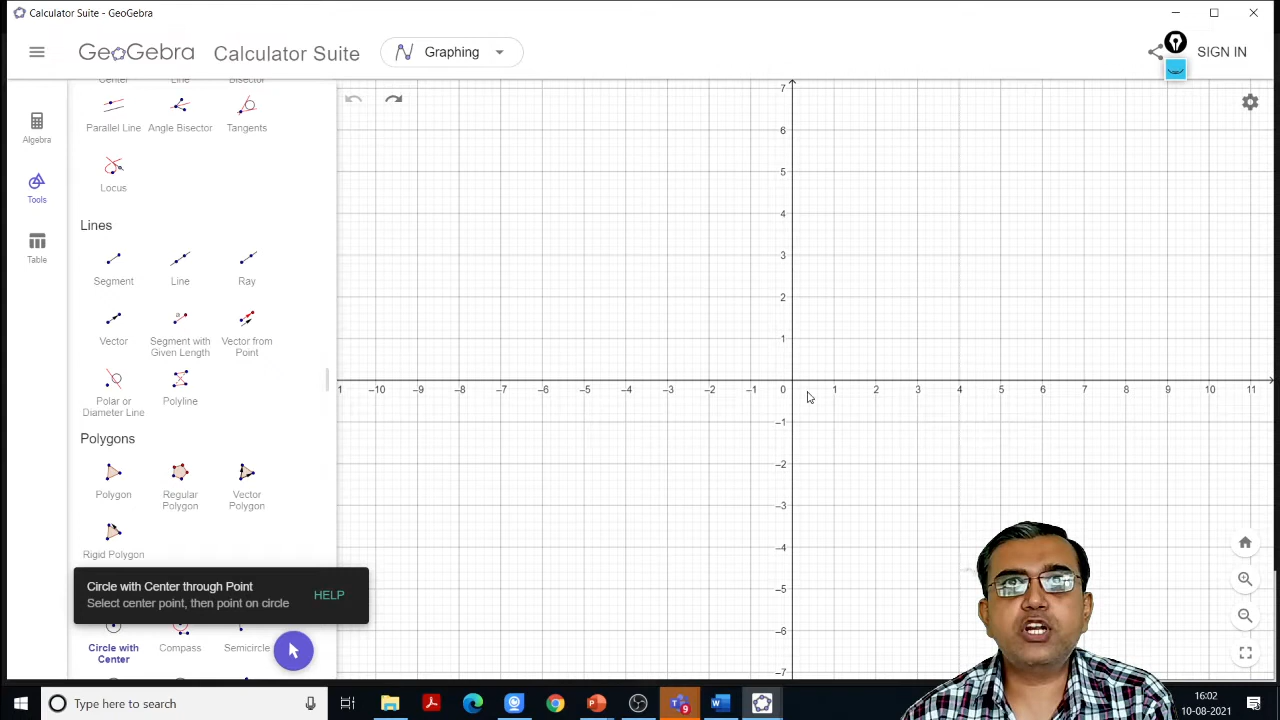 Calculator Suite - GeoGebra
GeoGebra Calculator Suite Graphing SIGN IN
Algebra
Tools
Table
Center Line Bisector
Parallel Line Angle Bisector Tangents
Locus
Lines
Segment Line Ray
Vector Segment with Given Length Vector from Point
Polar or Diameter Line Polyline
Polygons
Polygon Regular Polygon Vector Polygon
Rigid Polygon
Circle with Center through Point
Select center point, then point on circle
HELP
Circle with Center Compass Semicircle
7
6
5
4
3
2
1
1 –10 –9 –8 –7 –6 –5 –4 –3 –2 –1 0 1 2 3 4 5 6 7 8 9 10 11
–1
–2
–3
–4
–5
–6
–7
Type here to search
9
16:02
10-08-2021